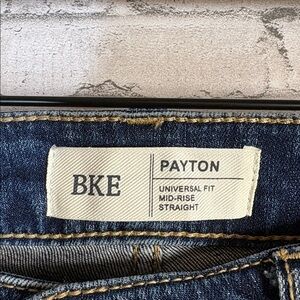 BKE
PAYTON
UNIVERSAL FIT
MID-RISE
STRAIGHT